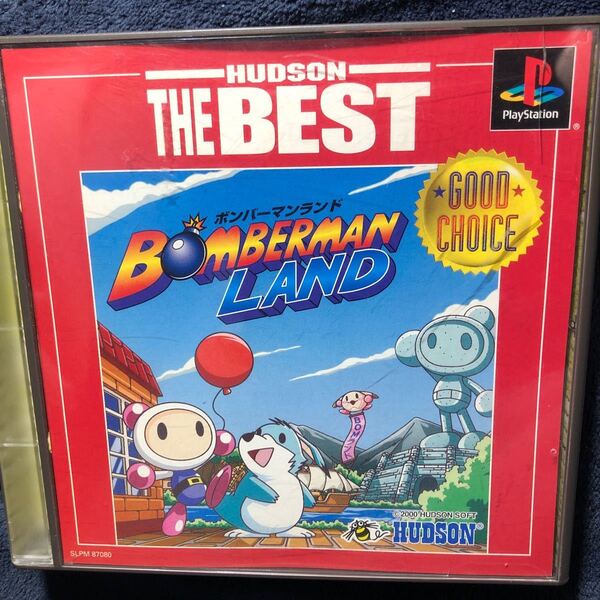 HUDSON
THE BEST
PlayStation
®
GOOD
CHOICE
ボンバーマンランド
BOMBERMAN
LAND
©2000 HUDSON SOFT
HUDSON®
SLPM 87080